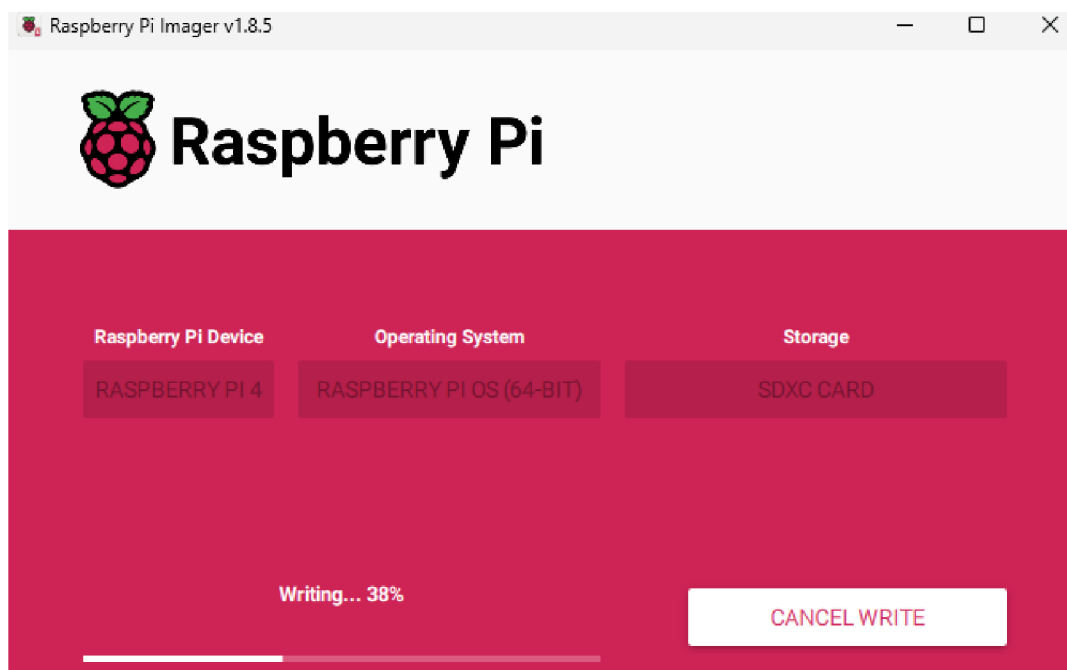 Raspberry Pi Imager v1.8.5
Raspberry Pi
Raspberry Pi Device
Operating System
Storage
RASPBERRY PI 4
RASPBERRY PI OS (64-BIT)
SDXC CARD
Writing... 38%
CANCEL WRITE